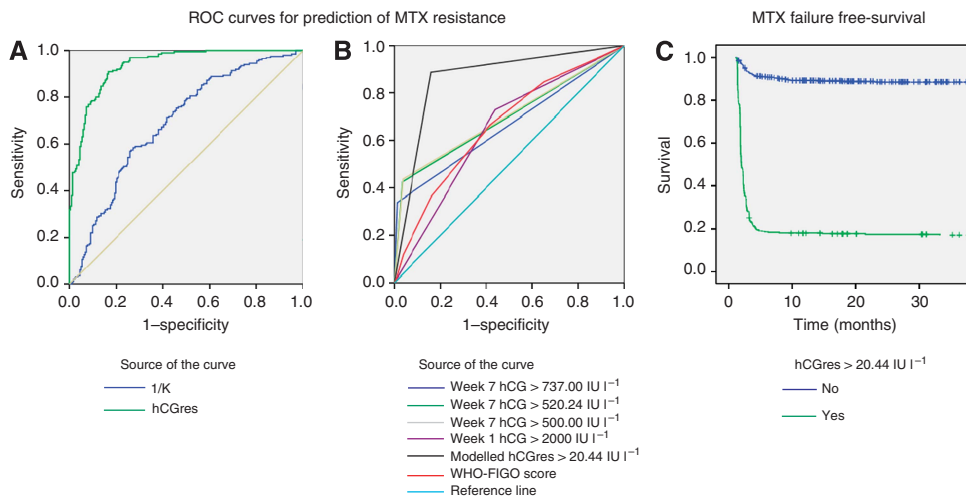 ROC curves for prediction of MTX resistance
MTX failure free-survival
A
1.0
0.8
0.6
0.4
0.2
0.0
Sensitivity
0.0 0.2 0.4 0.6 0.8 1.0
1–specificity
Source of the curve
1/K
hCGres
B
1.0
0.8
0.6
0.4
0.2
0.0
Sensitivity
0.0 0.2 0.4 0.6 0.8 1.0
1–specificity
Source of the curve
Week 7 hCG > 737.00 IU l⁻¹
Week 7 hCG > 520.24 IU l⁻¹
Week 7 hCG > 500.00 IU l⁻¹
Week 1 hCG > 2000 IU l⁻¹
Modelled hCGres > 20.44 IU l⁻¹
WHO-FIGO score
Reference line
C
1.0
0.8
0.6
0.4
0.2
0.0
Survival
0 10 20 30
Time (months)
hCGres > 20.44 IU l⁻¹
No
Yes